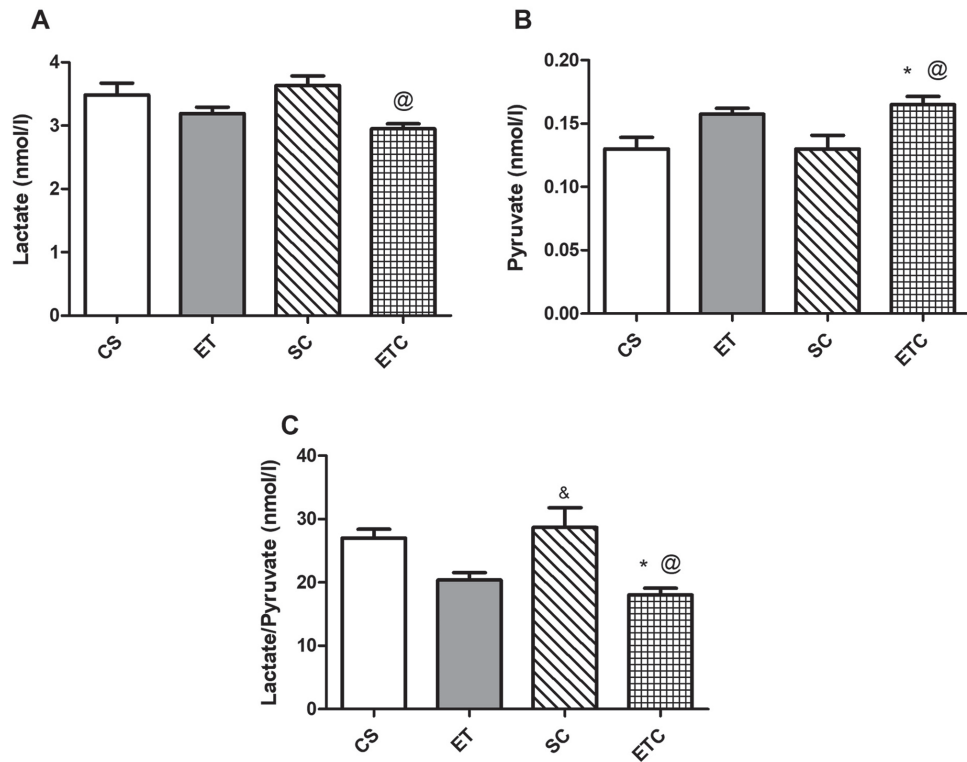 A
Lactate (nmol/l)
4
3
2
1
0
@
CS
ET
SC
ETC
B
Pyruvate (nmol/l)
0.20
0.15
0.10
0.05
0.00
* @
CS
ET
SC
ETC
C
Lactate/Pyruvate (nmol/l)
40
30
20
10
0
&
* @
CS
ET
SC
ETC